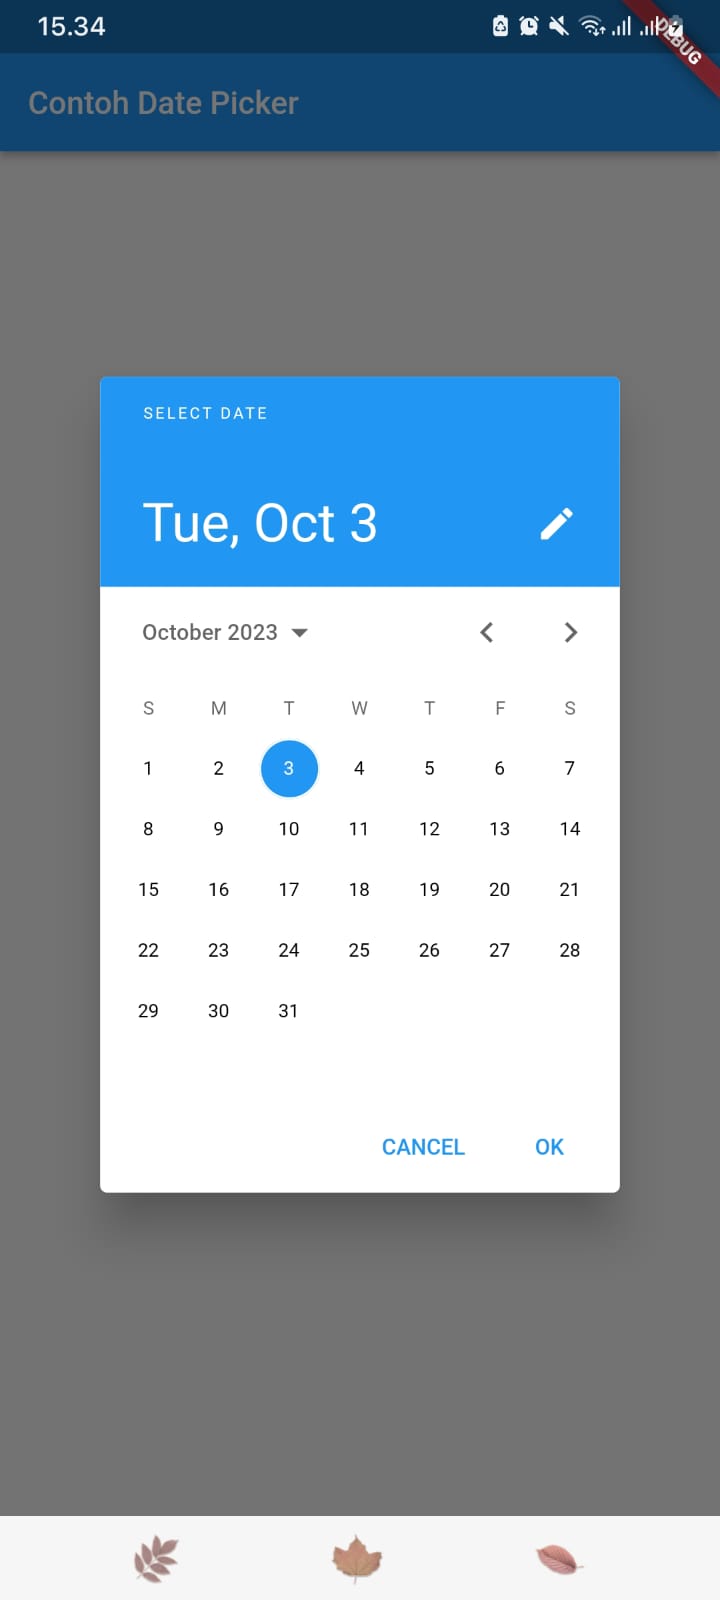 15.34
DEBUG
Contoh Date Picker
SELECT DATE
Tue, Oct 3
October 2023
S M T W T F S
1 2 3 4 5 6 7
8 9 10 11 12 13 14
15 16 17 18 19 20 21
22 23 24 25 26 27 28
29 30 31
CANCEL OK